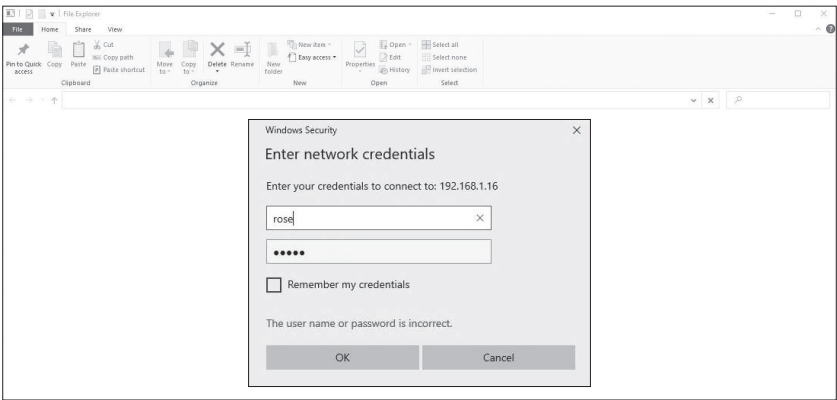 File Explorer
File Home Share View
Pin to Quick access
Copy
Paste
Cut
Copy path
Paste shortcut
Move to
Copy to
Delete
Rename
New folder
New item
Easy access
Properties
Open
Edit
History
Select all
Select none
Invert selection
Clipboard Organize New Open Select
Windows Security
Enter network credentials
Enter your credentials to connect to: 192.168.1.16
rose
•••••
Remember my credentials
The user name or password is incorrect.
OK Cancel